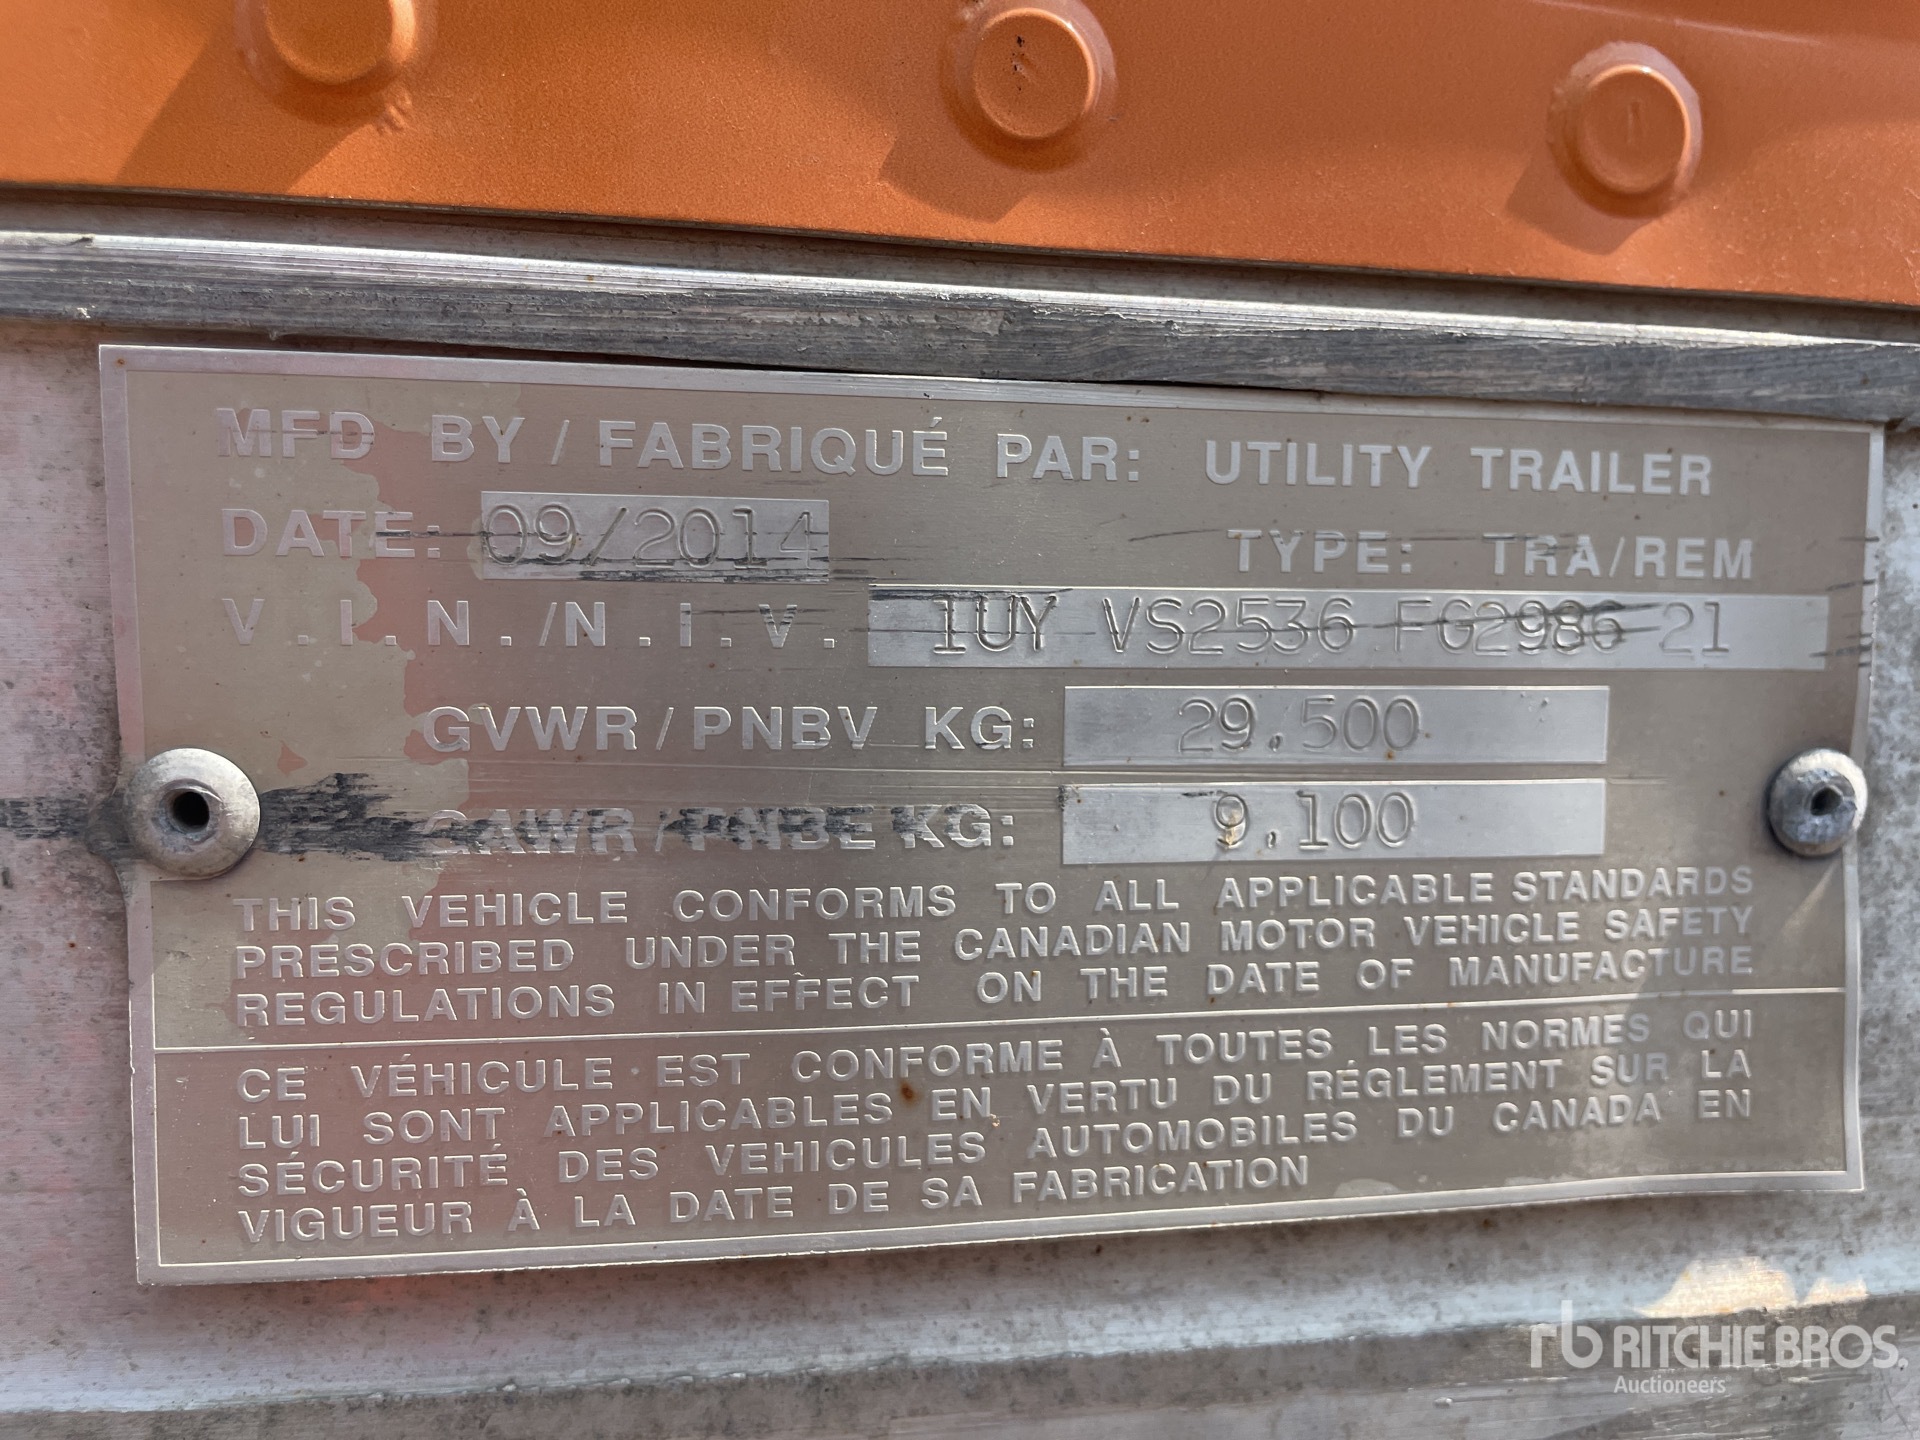 MFD BY / FABRIQUÉ PAR: UTILITY TRAILER
DATE: 09/2014 TYPE: TRA/REM
V.I.N./N.I.V. 1UY VS2536 FG2986 21
GVWR/PNBV KG: 29,500
GAWR/PNBE KG: 9,100
THIS VEHICLE CONFORMS TO ALL APPLICABLE STANDARDS
PRESCRIBED UNDER THE CANADIAN MOTOR VEHICLE SAFETY
REGULATIONS IN EFFECT ON THE DATE OF MANUFACTURE
CE VÉHICULE EST CONFORME À TOUTES LES NORMES QUI
LUI SONT APPLICABLES EN VERTU DU RÉGLEMENT SUR LA
SÉCURITÉ DES VEHICULES AUTOMOBILES DU CANADA EN
VIGUEUR À LA DATE DE SA FABRICATION
rb RITCHIE BROS.
Auctioneers